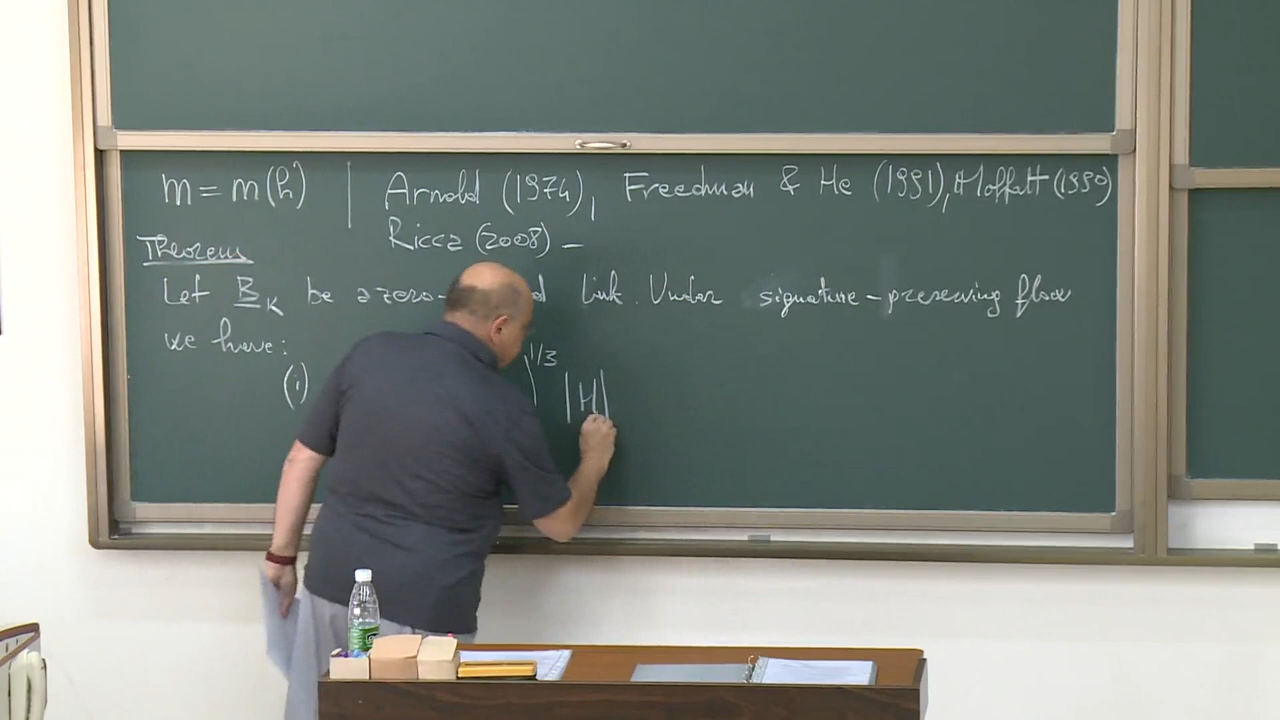 m = m(h) | Arnold (1974), Freedman & He (1991), Moffatt (1990)
Ricca (2008) –
Theorem
Let B_K be a zero- link. Under signature-preserving flow
we have:
(i) )^{1/3} |H|